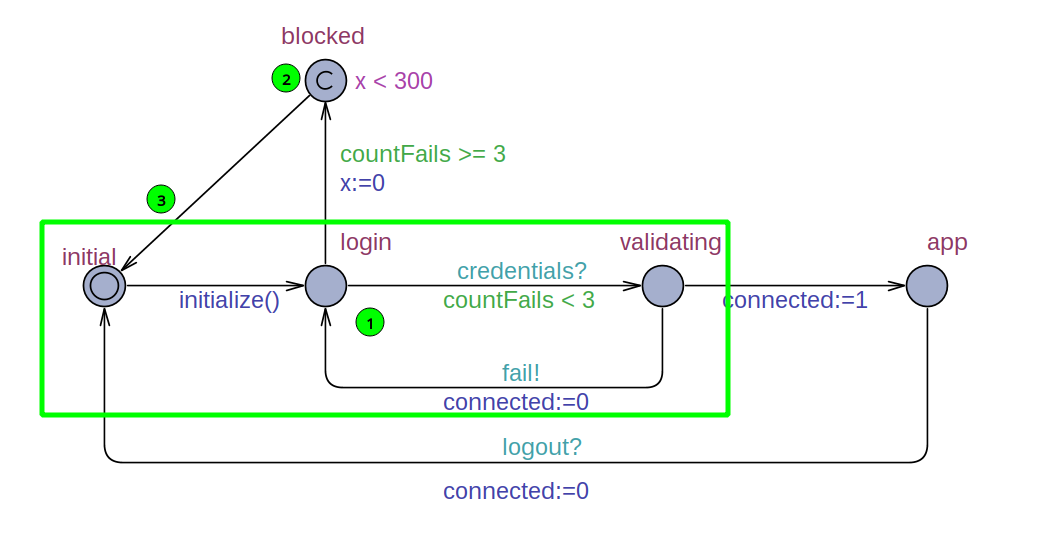 blocked
2
C
x < 300
countFails >= 3
x:=0
3
initial
login
validating
app
credentials?
initialize()
countFails < 3
connected:=1
1
fail!
connected:=0
logout?
connected:=0